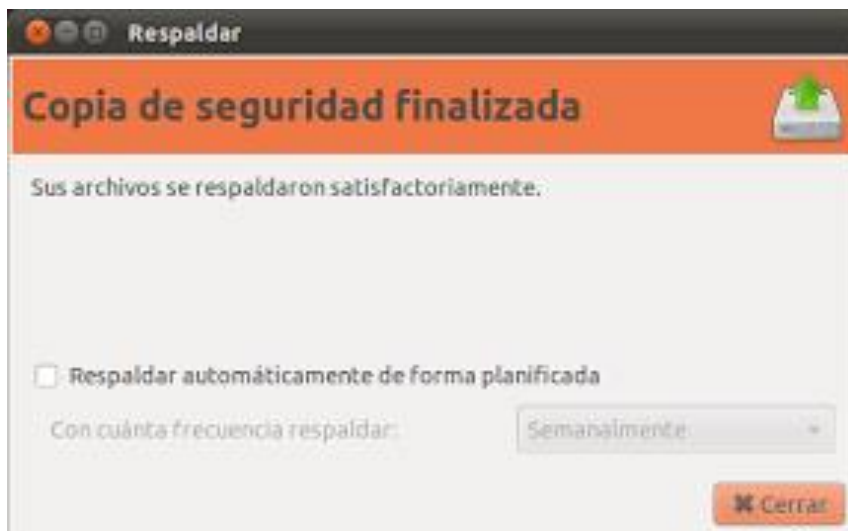 Respaldar
Copia de seguridad finalizada
Sus archivos se respaldaron satisfactoriamente.
Respaldar automáticamente de forma planificada
Con cuánta frecuencia respaldar: Semanalmente
Cerrar